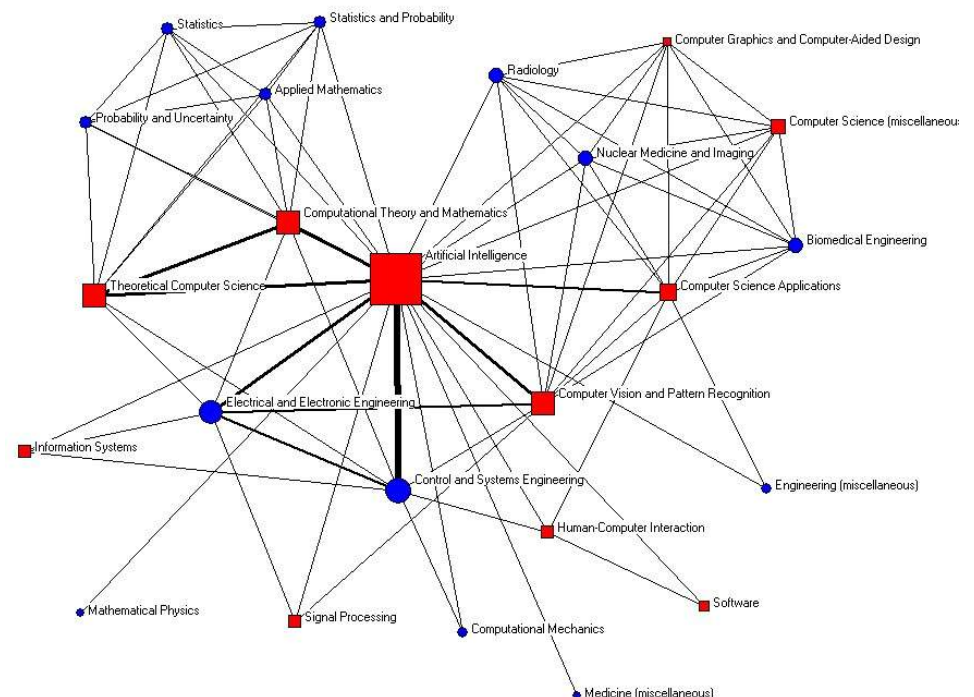 Statistics and Probability
Statistics
Computer Graphics and Computer-Aided Design
Radiology
Applied Mathematics
Probability and Uncertainty
Computer Science (miscellaneous
Nuclear Medicine and Imaging
Computational Theory and Mathematics
Biomedical Engineering
Artificial Intelligence
Theoretical Computer Science
Computer Science Applications
Computer Vision and Pattern Recognition
Electrical and Electronic Engineering
Information Systems
Control and Systems Engineering
Engineering (miscellaneous)
Human-Computer Interaction
Software
Mathematical Physics
Signal Processing
Computational Mechanics
Medicine (miscellaneous)